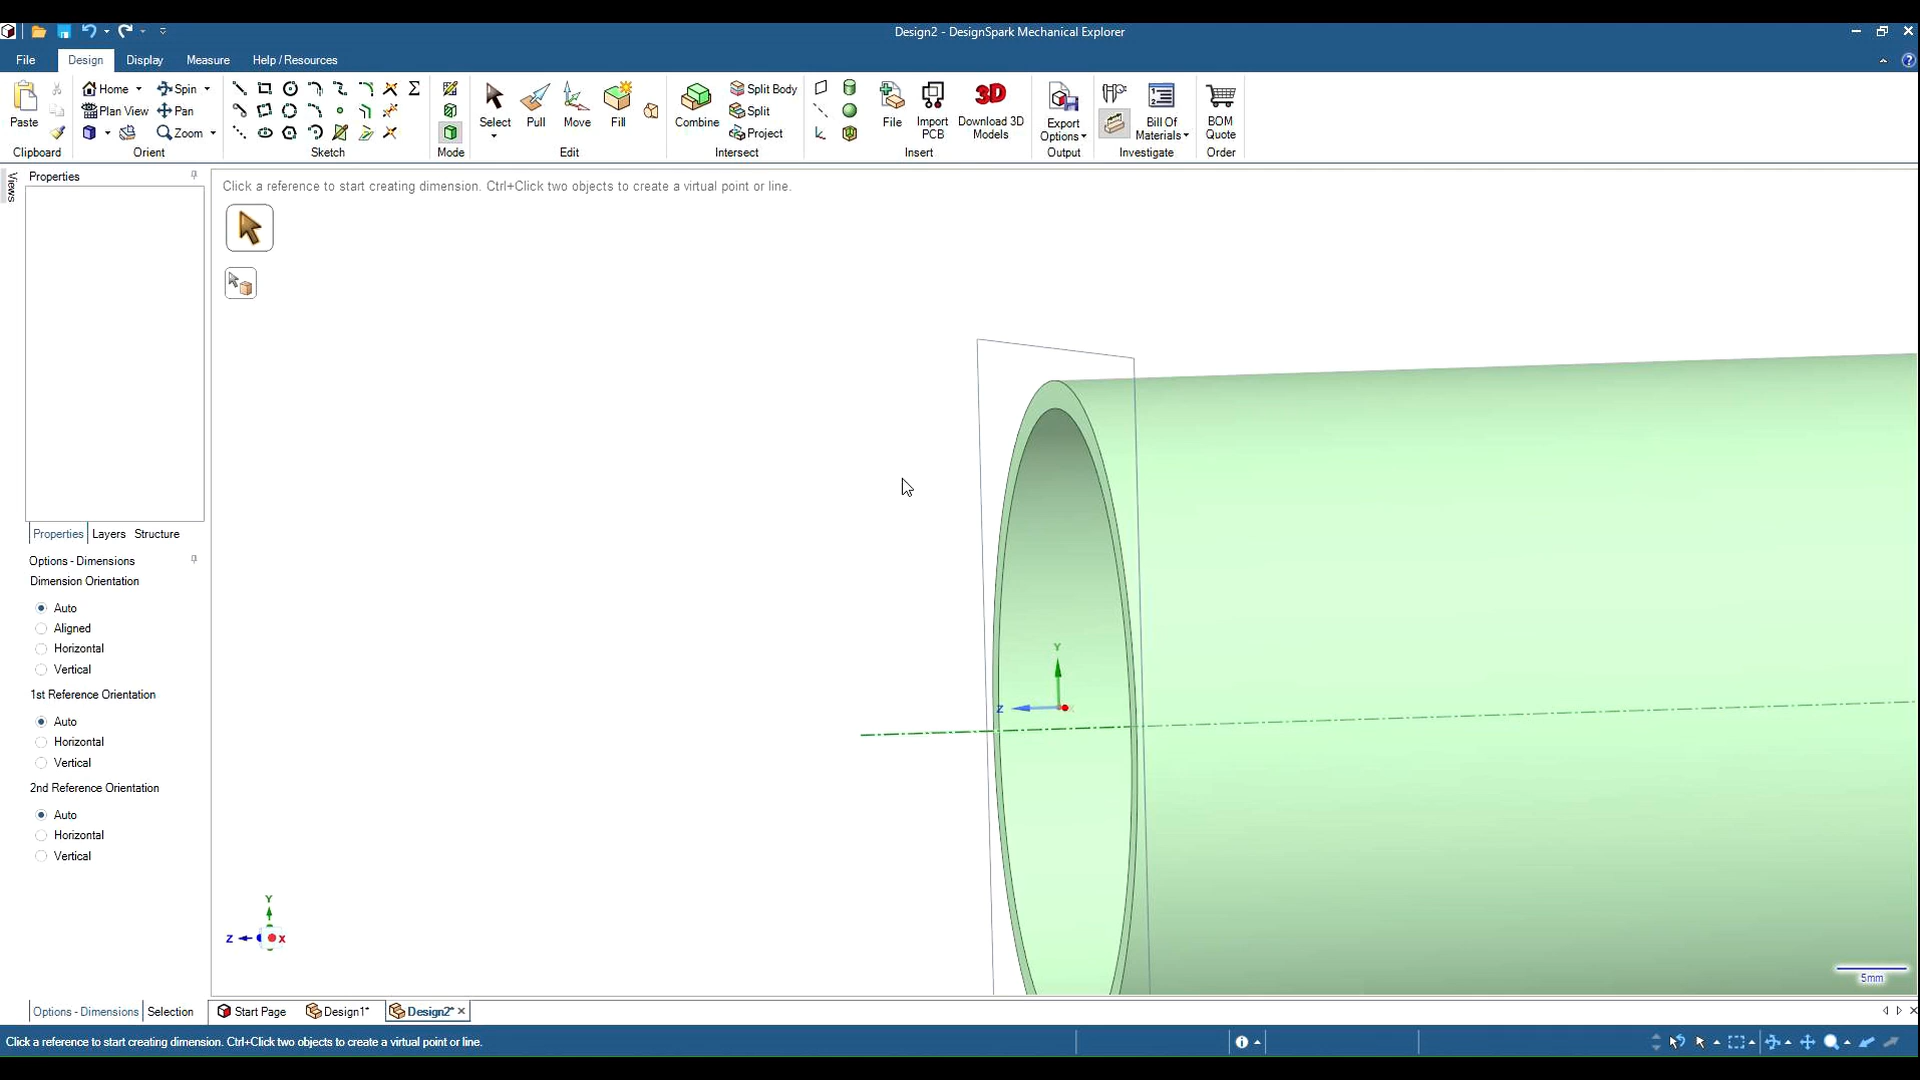 Design2 - DesignSpark Mechanical Explorer
File Design Display Measure Help / Resources
Paste
Home
Plan View
Spin
Pan
Zoom
Select
Pull
Move
Fill
Combine
Split Body
Split
Project
File
Import PCB
Download 3D Models
3D
Export Options
Bill Of Materials
BOM Quote
Clipboard Orient Sketch Mode Edit Intersect Insert Output Investigate Order
Views
Properties
Click a reference to start creating dimension. Ctrl+Click two objects to create a virtual point or line.
Properties Layers Structure
Options - Dimensions
Dimension Orientation
Auto
Aligned
Horizontal
Vertical
1st Reference Orientation
Auto
Horizontal
Vertical
2nd Reference Orientation
Auto
Horizontal
Vertical
Y
Z
Y
Z X
5mm
Options - Dimensions Selection Start Page Design1* Design2*
Click a reference to start creating dimension. Ctrl+Click two objects to create a virtual point or line.